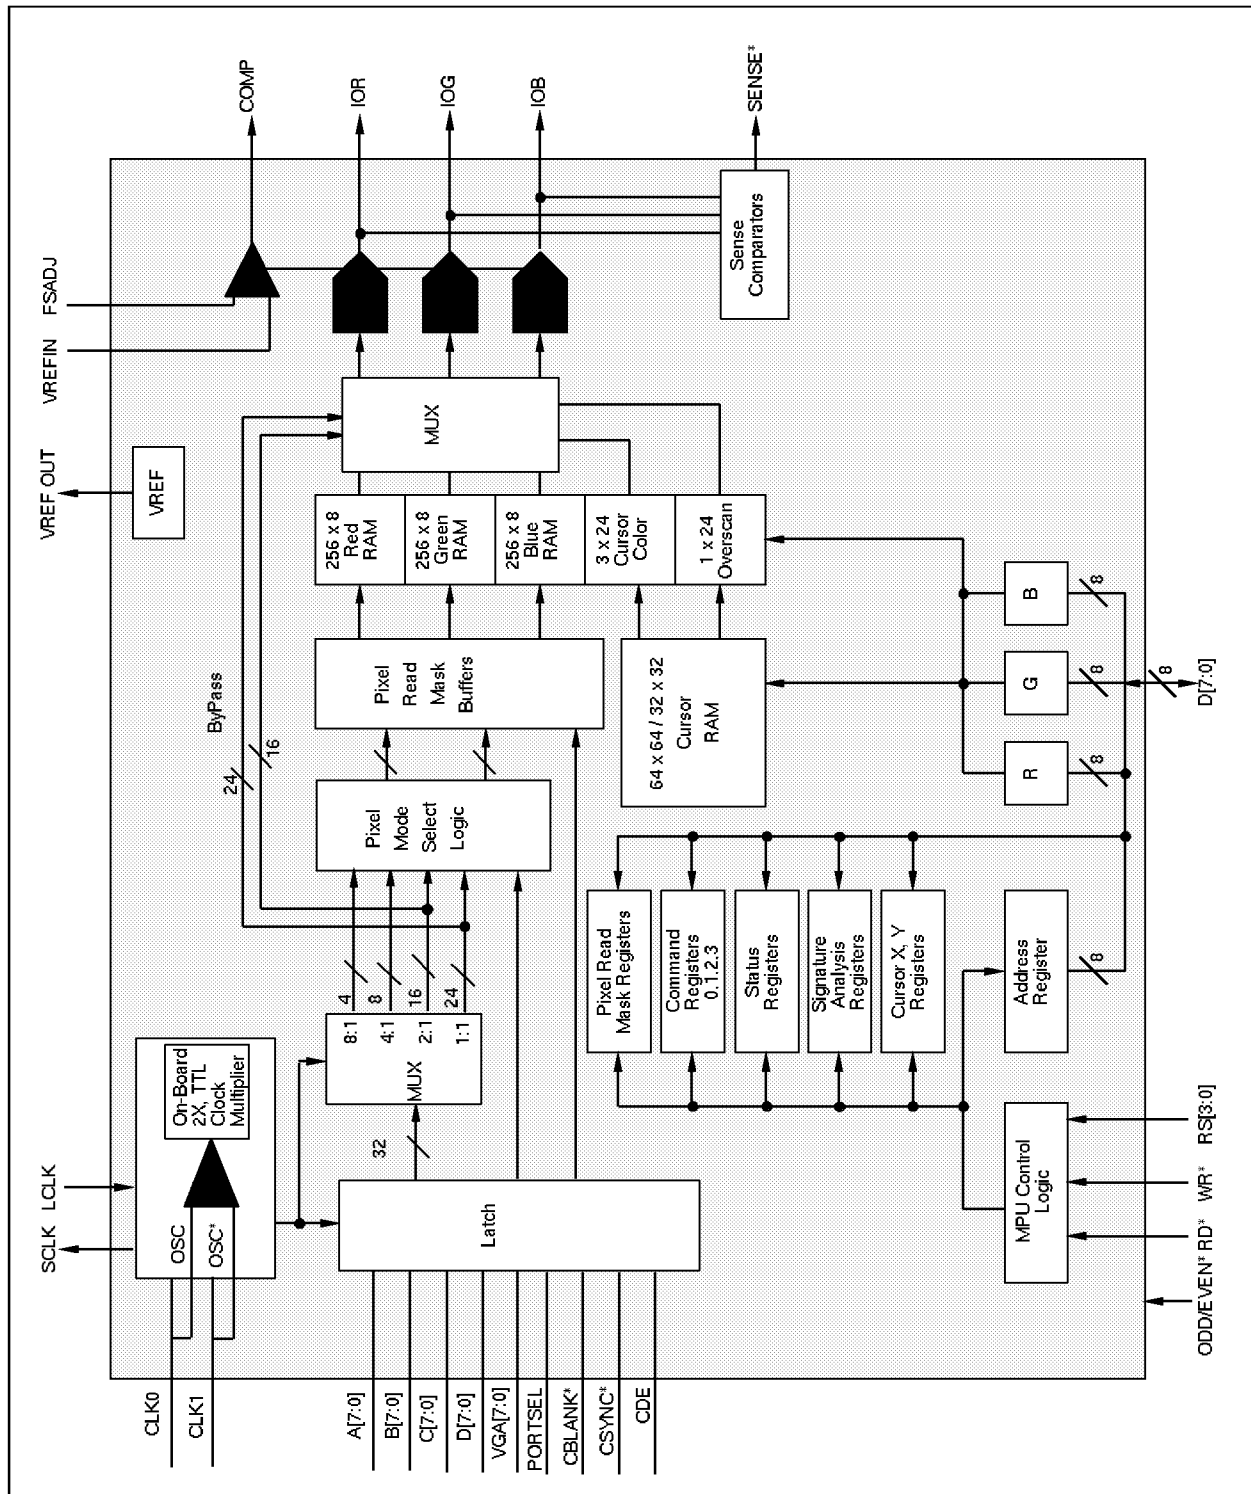 COMP
IOR
IOG
IOB
SENSE*
FSADJ
VREFIN
VREF OUT
VREF
Sense
Comparators
MUX
256 x 8
Red
RAM
256 x 8
Green
RAM
256 x 8
Blue
RAM
3 x 24
Cursor
Color
1 x 24
Overscan
ByPass
24
16
Pixel
Read
Mask
Buffers
64 x 64 / 32 x 32
Cursor
RAM
B
G
R
8
8
8
8
D[7:0]
Pixel
Mode
Select
Logic
4
8
16
24
8:1
4:1
2:1
1:1
MUX
32
Pixel Read
Mask Registers
Command
Registers
0.1.2.3
Status
Registers
Signature
Analysis
Registers
Cursor X, Y
Registers
Address
Register
8
On-Board
2X, TTL
Clock
Multiplier
OSC
OSC*
SCLK
LCLK
Latch
MPU Control
Logic
ODD/EVEN*
RD*
WR*
RS[3:0]
CLK0
CLK1
A[7:0]
B[7:0]
C[7:0]
D[7:0]
VGA[7:0]
PORTSEL
CBLANK*
CSYNC*
CDE